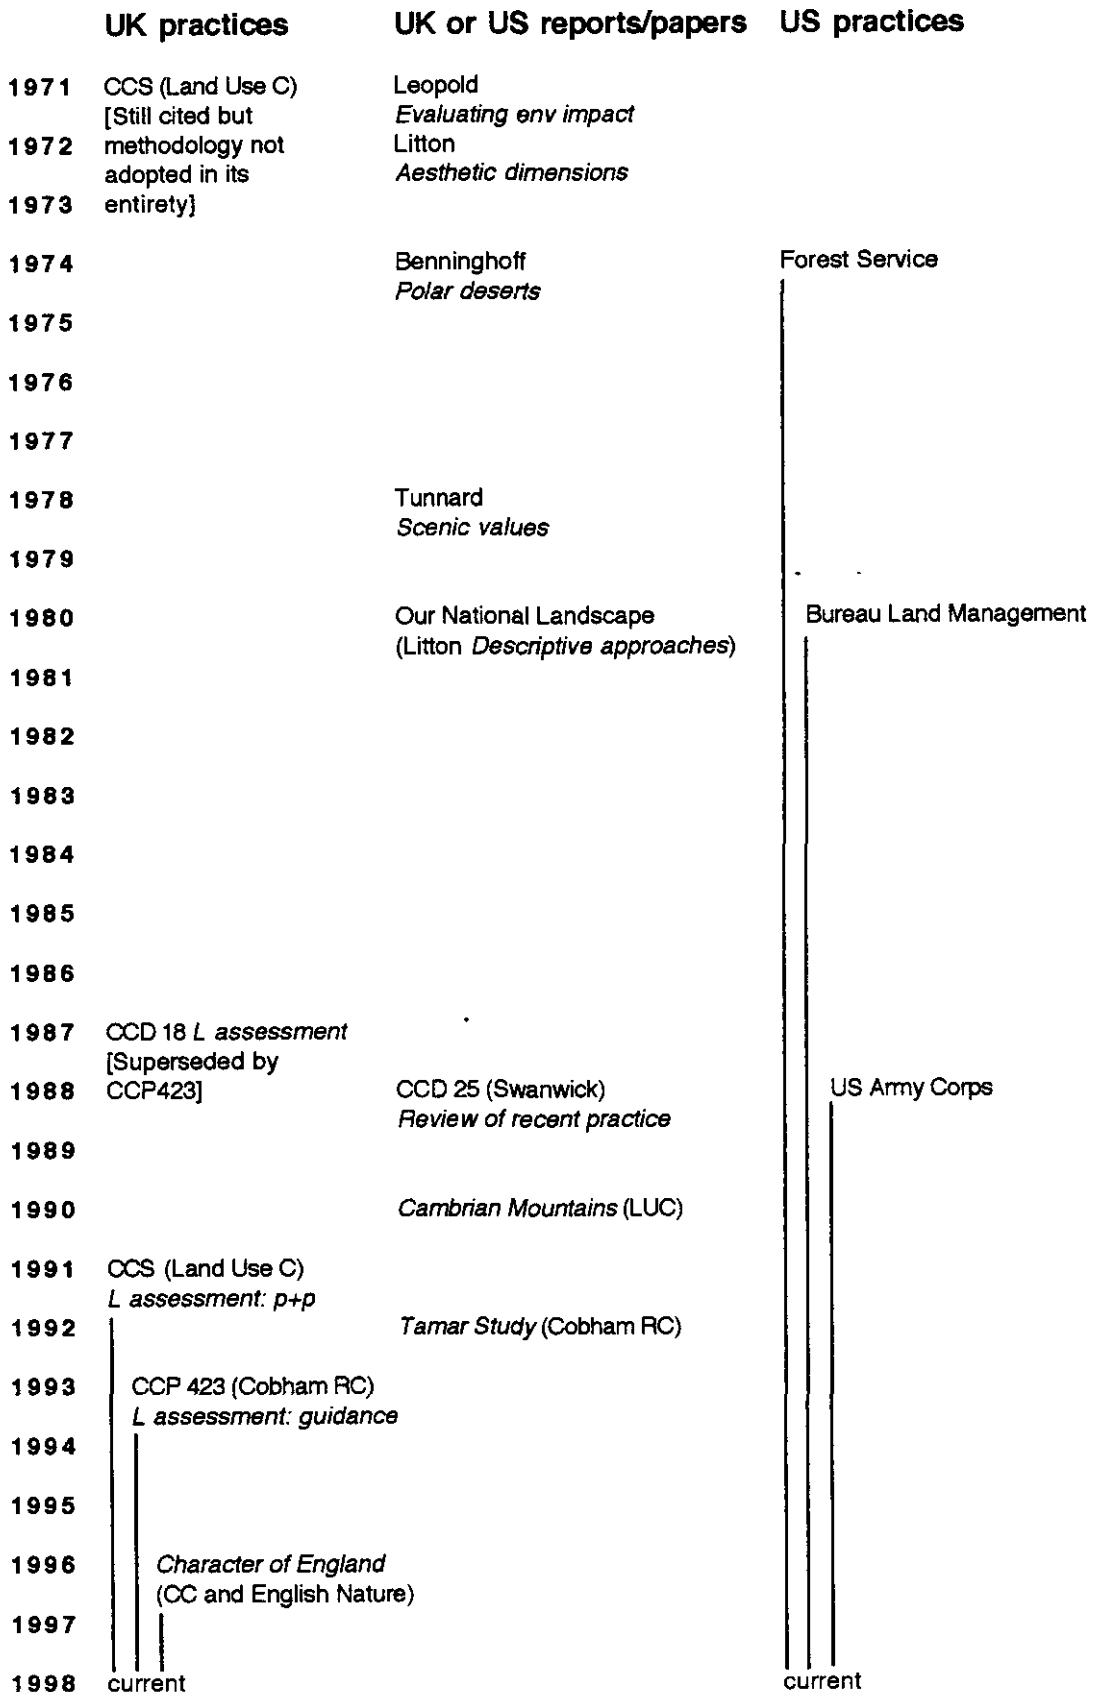 UK practices UK or US reports/papers US practices
1971 CCS (Land Use C) Leopold
[Still cited but Evaluating env impact
1972 methodology not Litton
adopted in its Aesthetic dimensions
1973 entirety]
1974 Benninghoff Forest Service
Polar deserts
1975
1976
1977
1978 Tunnard
Scenic values
1979
1980 Our National Landscape Bureau Land Management
(Litton Descriptive approaches)
1981
1982
1983
1984
1985
1986
1987 CCD 18 L assessment
[Superseded by
1988 CCP423] CCD 25 (Swanwick) US Army Corps
Review of recent practice
1989
1990 Cambrian Mountains (LUC)
1991 CCS (Land Use C)
L assessment: p+p
1992 Tamar Study (Cobham RC)
1993 CCP 423 (Cobham RC)
L assessment: guidance
1994
1995
1996 Character of England
(CC and English Nature)
1997
1998 current current